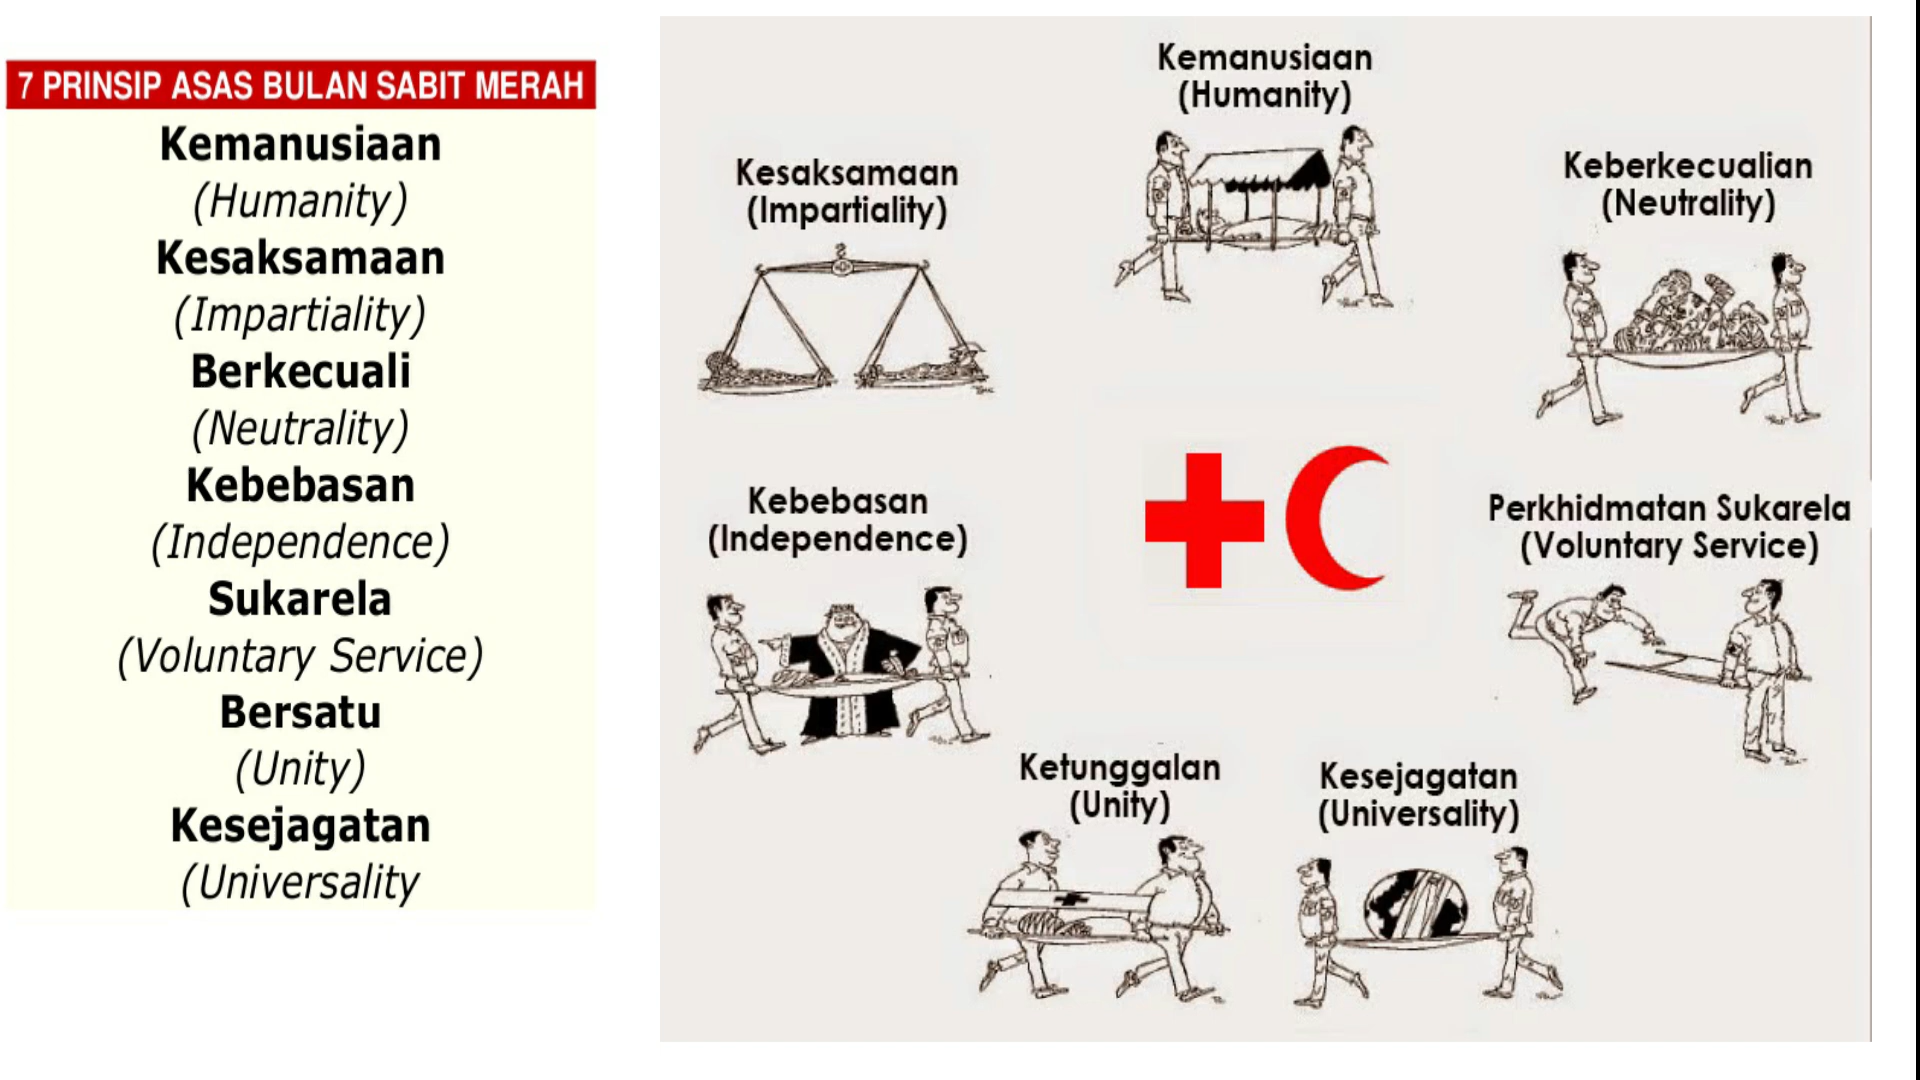 7 PRINSIP ASAS BULAN SABIT MERAH
Kemanusiaan
(Humanity)
Kesaksamaan
(Impartiality)
Berkecuali
(Neutrality)
Kebebasan
(Independence)
Sukarela
(Voluntary Service)
Bersatu
(Unity)
Kesejagatan
(Universality
Kemanusiaan
(Humanity)
Kesaksamaan
(Impartiality)
Keberkecualian
(Neutrality)
Kebebasan
(Independence)
Perkhidmatan Sukarela
(Voluntary Service)
Ketunggalan
(Unity)
Kesejagatan
(Universality)